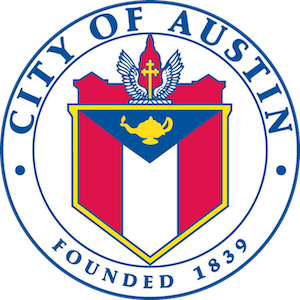 CITY OF AUSTIN
FOUNDED 1839